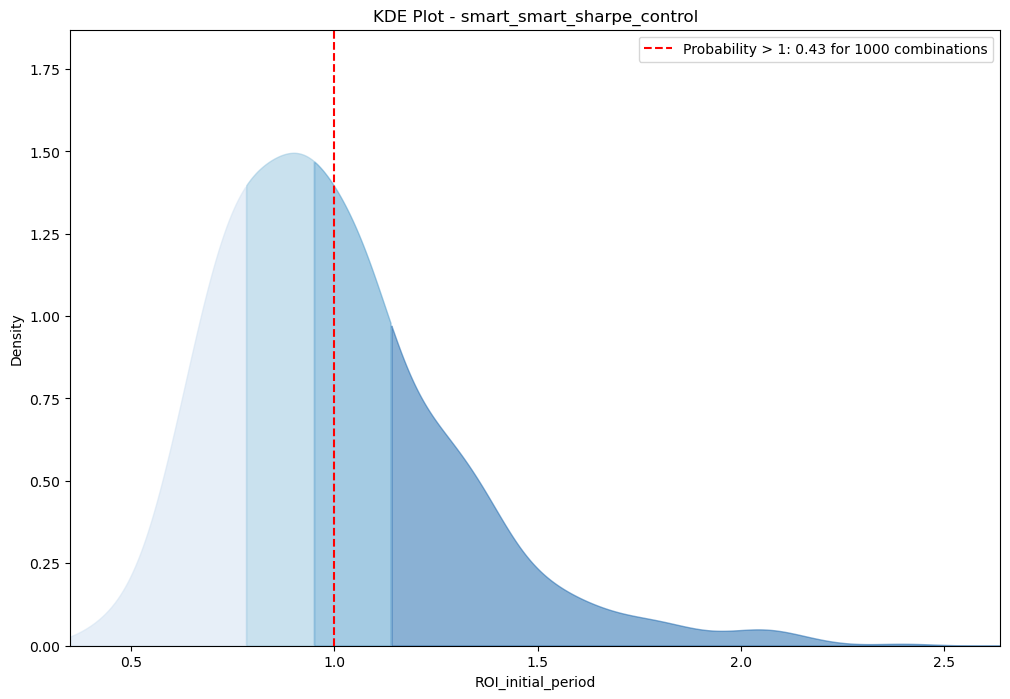 KDE Plot - smart_smart_sharpe_control
Probability > 1: 0.43 for 1000 combinations
1.75
1.50
1.25
1.00
0.75
0.50
0.25
0.00
Density
0.5 1.0 1.5 2.0 2.5
ROI_initial_period